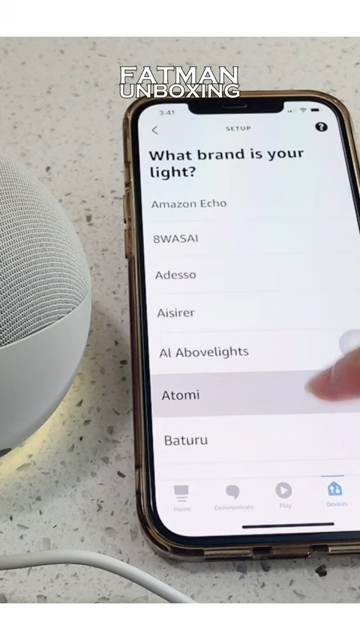 FATMAN
UNBOXING
3:41
SETUP
?
What brand is your
light?
Amazon Echo
8WASAI
Adesso
Aisirer
Al Abovelights
Atomi
Baturu
Home
Communicate
Play
Devices